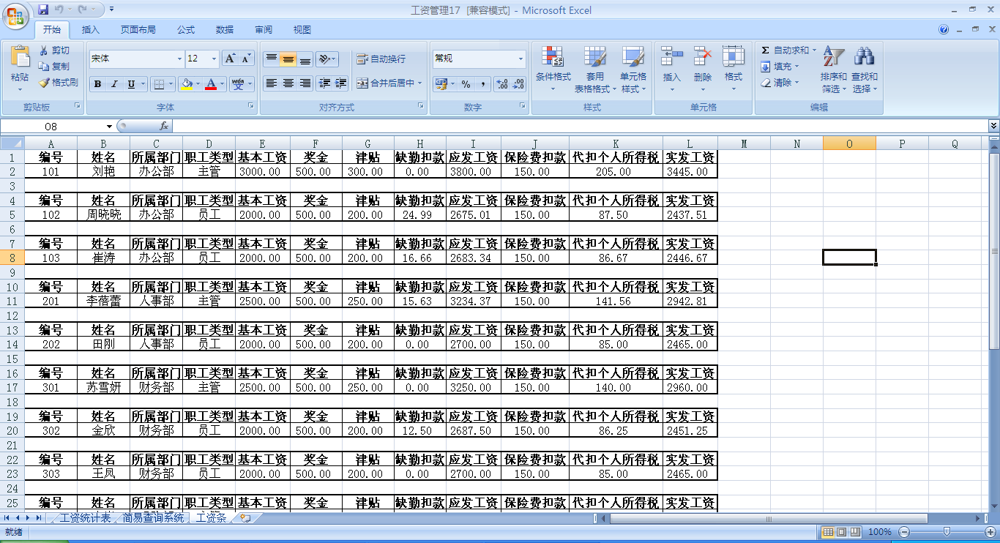 工资管理17 [兼容模式] - Microsoft Excel
开始 插入 页面布局 公式 数据 审阅 视图
粘贴 剪切 复制 格式刷 剪贴板
宋体 12 A A B I U A 字体
自动换行 合并后居中 对齐方式
常规 % , 数字
条件格式 套用表格格式 单元格样式 样式
插入 删除 格式 单元格
Σ 自动求和 填充 清除 排序和筛选 查找和选择 编辑
O8 fx
A B C D E F G H I J K L M N O P Q
1 编号 姓名 所属部门 职工类型 基本工资 奖金 津贴 缺勤扣款 应发工资 保险费扣款 代扣个人所得税 实发工资
2 101 刘艳 办公部 主管 3000.00 500.00 300.00 0.00 3800.00 150.00 205.00 3445.00
3
4 编号 姓名 所属部门 职工类型 基本工资 奖金 津贴 缺勤扣款 应发工资 保险费扣款 代扣个人所得税 实发工资
5 102 周晓晓 办公部 员工 2000.00 500.00 200.00 24.99 2675.01 150.00 87.50 2437.51
6
7 编号 姓名 所属部门 职工类型 基本工资 奖金 津贴 缺勤扣款 应发工资 保险费扣款 代扣个人所得税 实发工资
8 103 崔涛 办公部 员工 2000.00 500.00 200.00 16.66 2683.34 150.00 86.67 2446.67
9
10 编号 姓名 所属部门 职工类型 基本工资 奖金 津贴 缺勤扣款 应发工资 保险费扣款 代扣个人所得税 实发工资
11 201 李蓓蕾 人事部 主管 2500.00 500.00 250.00 15.63 3234.37 150.00 141.56 2942.81
12
13 编号 姓名 所属部门 职工类型 基本工资 奖金 津贴 缺勤扣款 应发工资 保险费扣款 代扣个人所得税 实发工资
14 202 田刚 人事部 员工 2000.00 500.00 200.00 0.00 2700.00 150.00 85.00 2465.00
15
16 编号 姓名 所属部门 职工类型 基本工资 奖金 津贴 缺勤扣款 应发工资 保险费扣款 代扣个人所得税 实发工资
17 301 苏雪妍 财务部 主管 2500.00 500.00 250.00 0.00 3250.00 150.00 140.00 2960.00
18
19 编号 姓名 所属部门 职工类型 基本工资 奖金 津贴 缺勤扣款 应发工资 保险费扣款 代扣个人所得税 实发工资
20 302 金欣 财务部 员工 2000.00 500.00 200.00 12.50 2687.50 150.00 86.25 2451.25
21
22 编号 姓名 所属部门 职工类型 基本工资 奖金 津贴 缺勤扣款 应发工资 保险费扣款 代扣个人所得税 实发工资
23 303 王凤 财务部 员工 2000.00 500.00 200.00 0.00 2700.00 150.00 85.00 2465.00
24
25 编号 姓名 所属部门 职工类型 基本工资 奖金 津贴 缺勤扣款 应发工资 保险费扣款 代扣个人所得税 实发工资
工资统计表 简易查询系统 工资条
就绪 100%